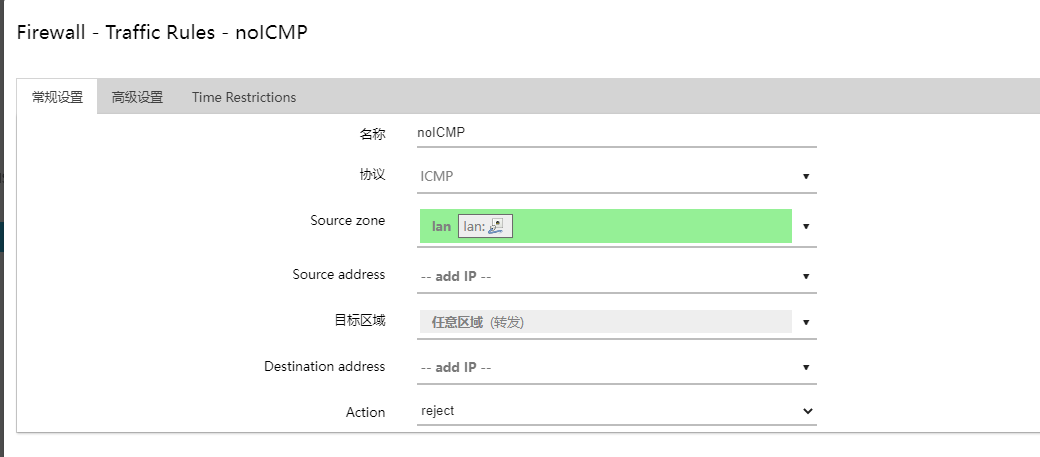 Firewall - Traffic Rules - noICMP
常规设置 高级设置 Time Restrictions
名称 noICMP
协议 ICMP
Source zone lan lan:
Source address -- add IP --
目标区域 任意区域 (转发)
Destination address -- add IP --
Action reject